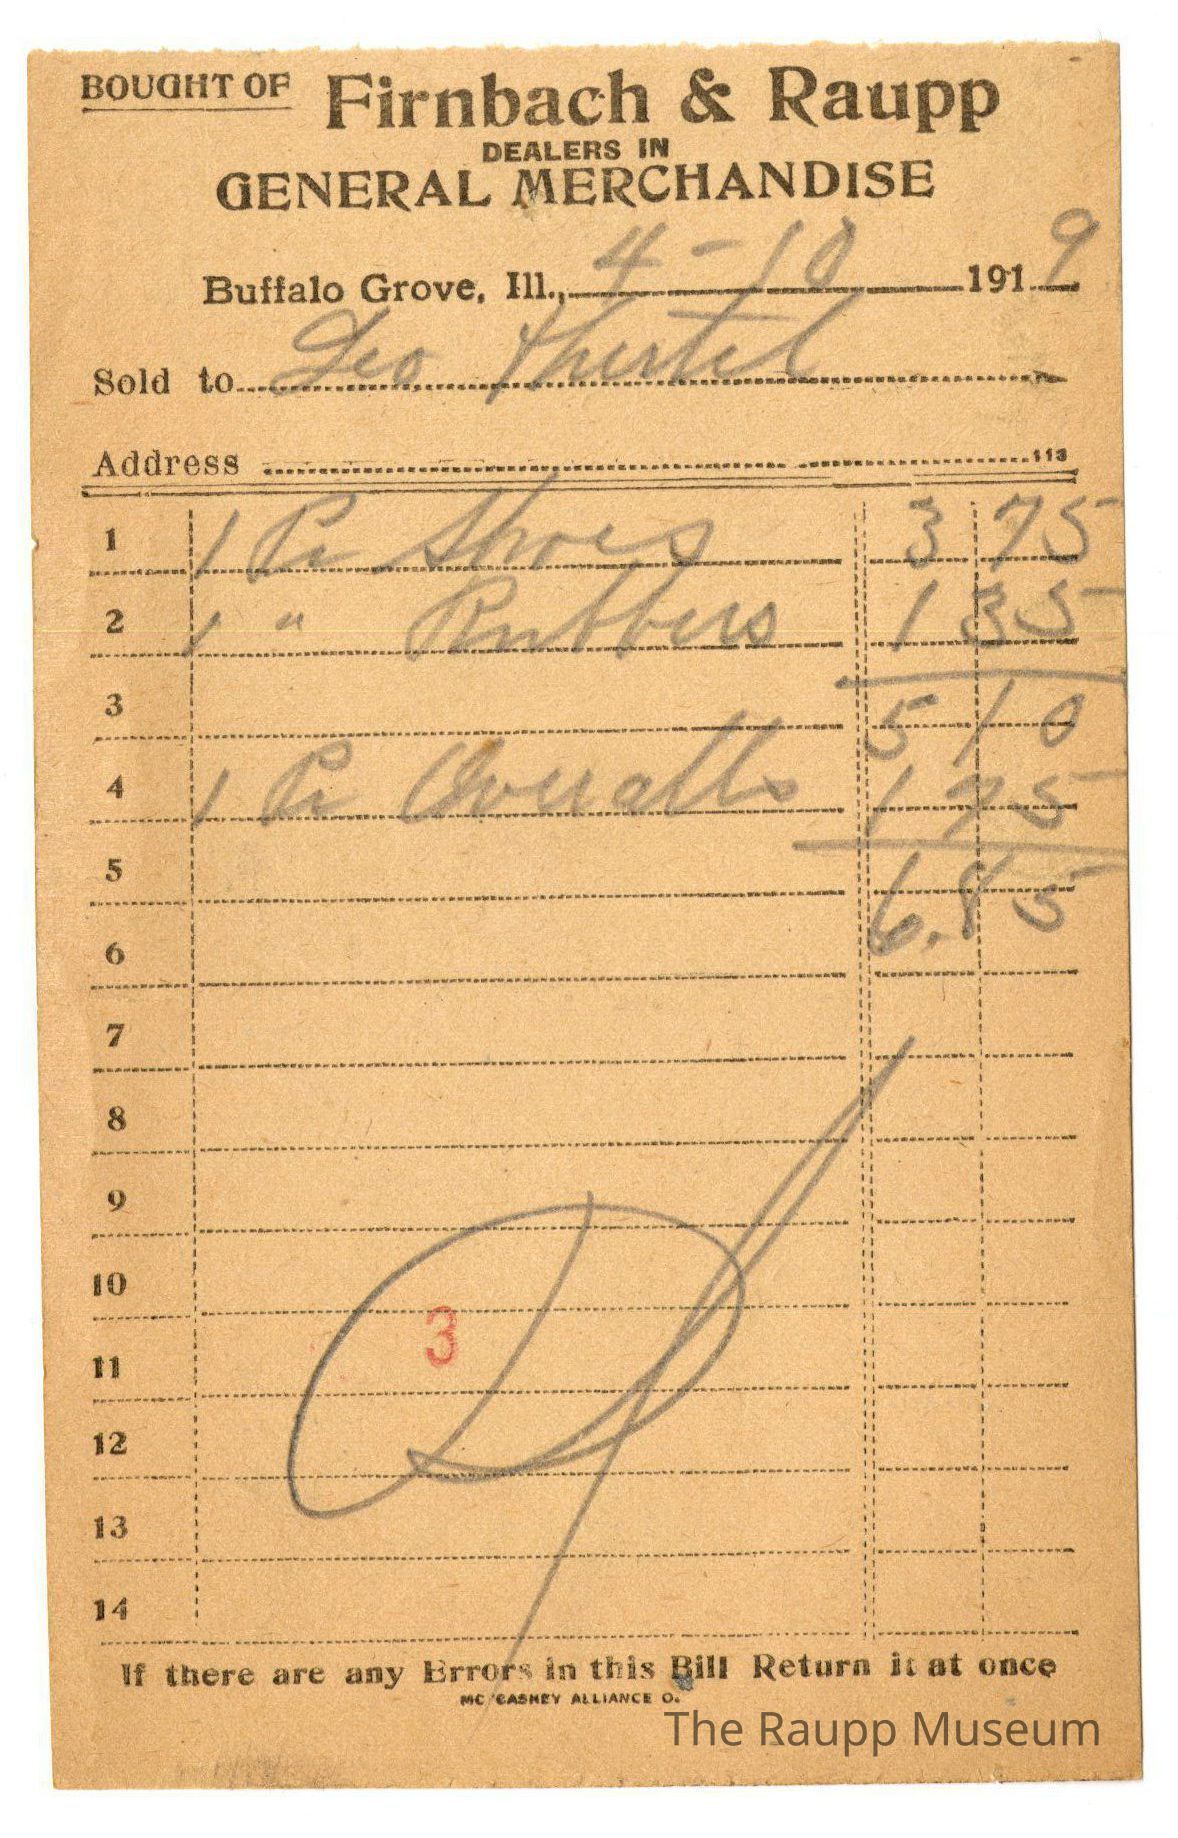 BOUGHT OF Firnbach & Raupp
DEALERS IN
GENERAL MERCHANDISE
Buffalo Grove, Ill., 4-10 1919
Sold to Geo
Address 113
1 1 Pr Shoes 3 75
2 1 " Rubbers 1 35
3 5 10
4 1 Pr Overalls 1 75
5 6.85
6
7
8
9
10
3
11
12
13
14
If there are any Errors in this Bill Return it at once
MC CASKEY ALLIANCE O.
The Raupp Museum